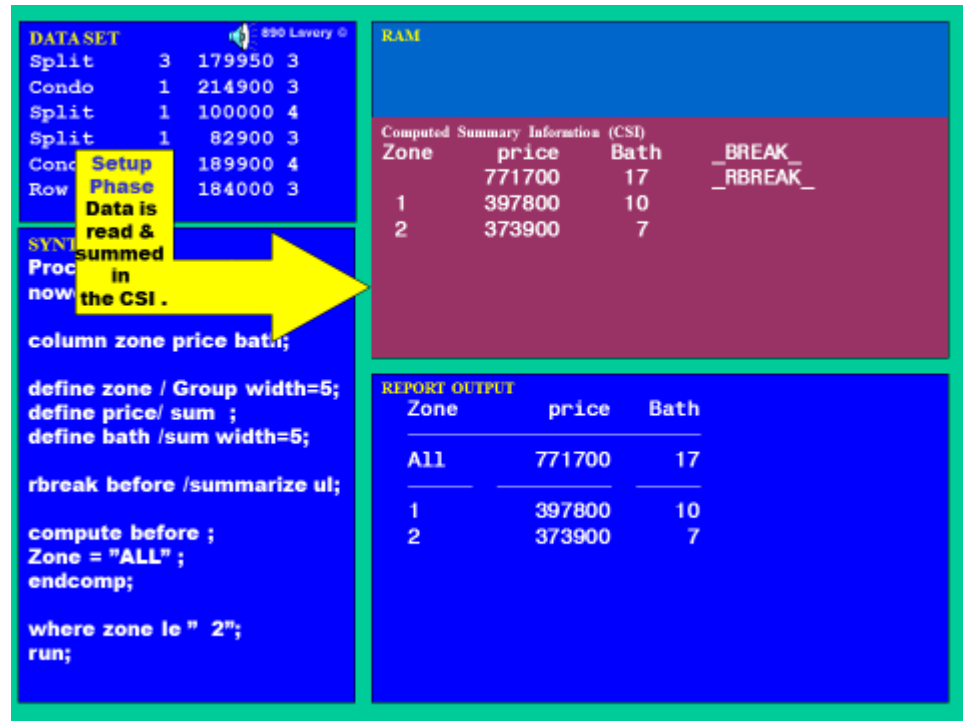 DATA SET 890 Lavery ©
Split 3 179950 3
Condo 1 214900 3
Split 1 100000 4
Split 1 82900 3
189900 4
Row 184000 3
Setup
Phase
Data is
read &
summed
in
the CSI .
Proc
column zone price bath;
define zone / Group width=5;
define price/ sum ;
define bath /sum width=5;
rbreak before /summarize ul;
compute before ;
Zone = ”ALL” ;
endcomp;
where zone le ” 2”;
run;
RAM
Computed Summary Informtion (CSI)
Zone price Bath _BREAK_
771700 17 _RBREAK_
1 397800 10
2 373900 7
REPORT OUTPUT
Zone price Bath
All 771700 17
1 397800 10
2 373900 7